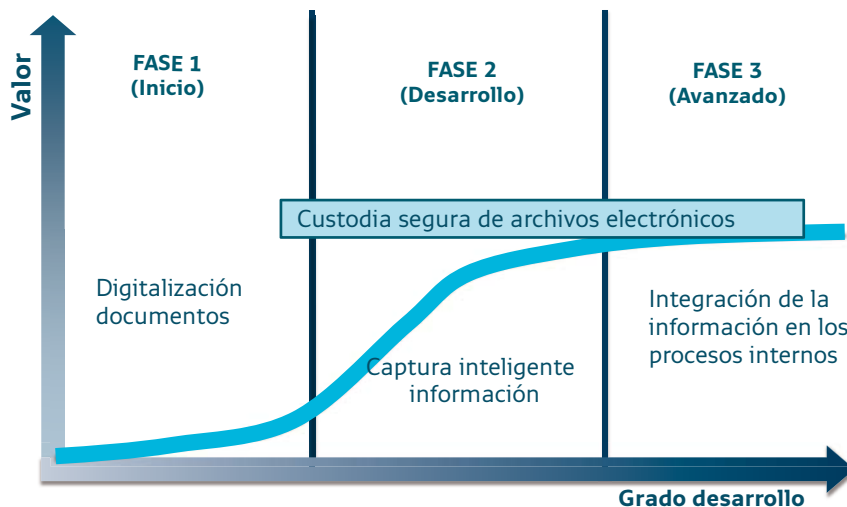 Valor
FASE 1
(Inicio)
FASE 2
(Desarrollo)
FASE 3
(Avanzado)
Custodia segura de archivos electrónicos
Digitalización
documentos
Captura inteligente
información
Integración de la
información en los
procesos internos
Grado desarrollo